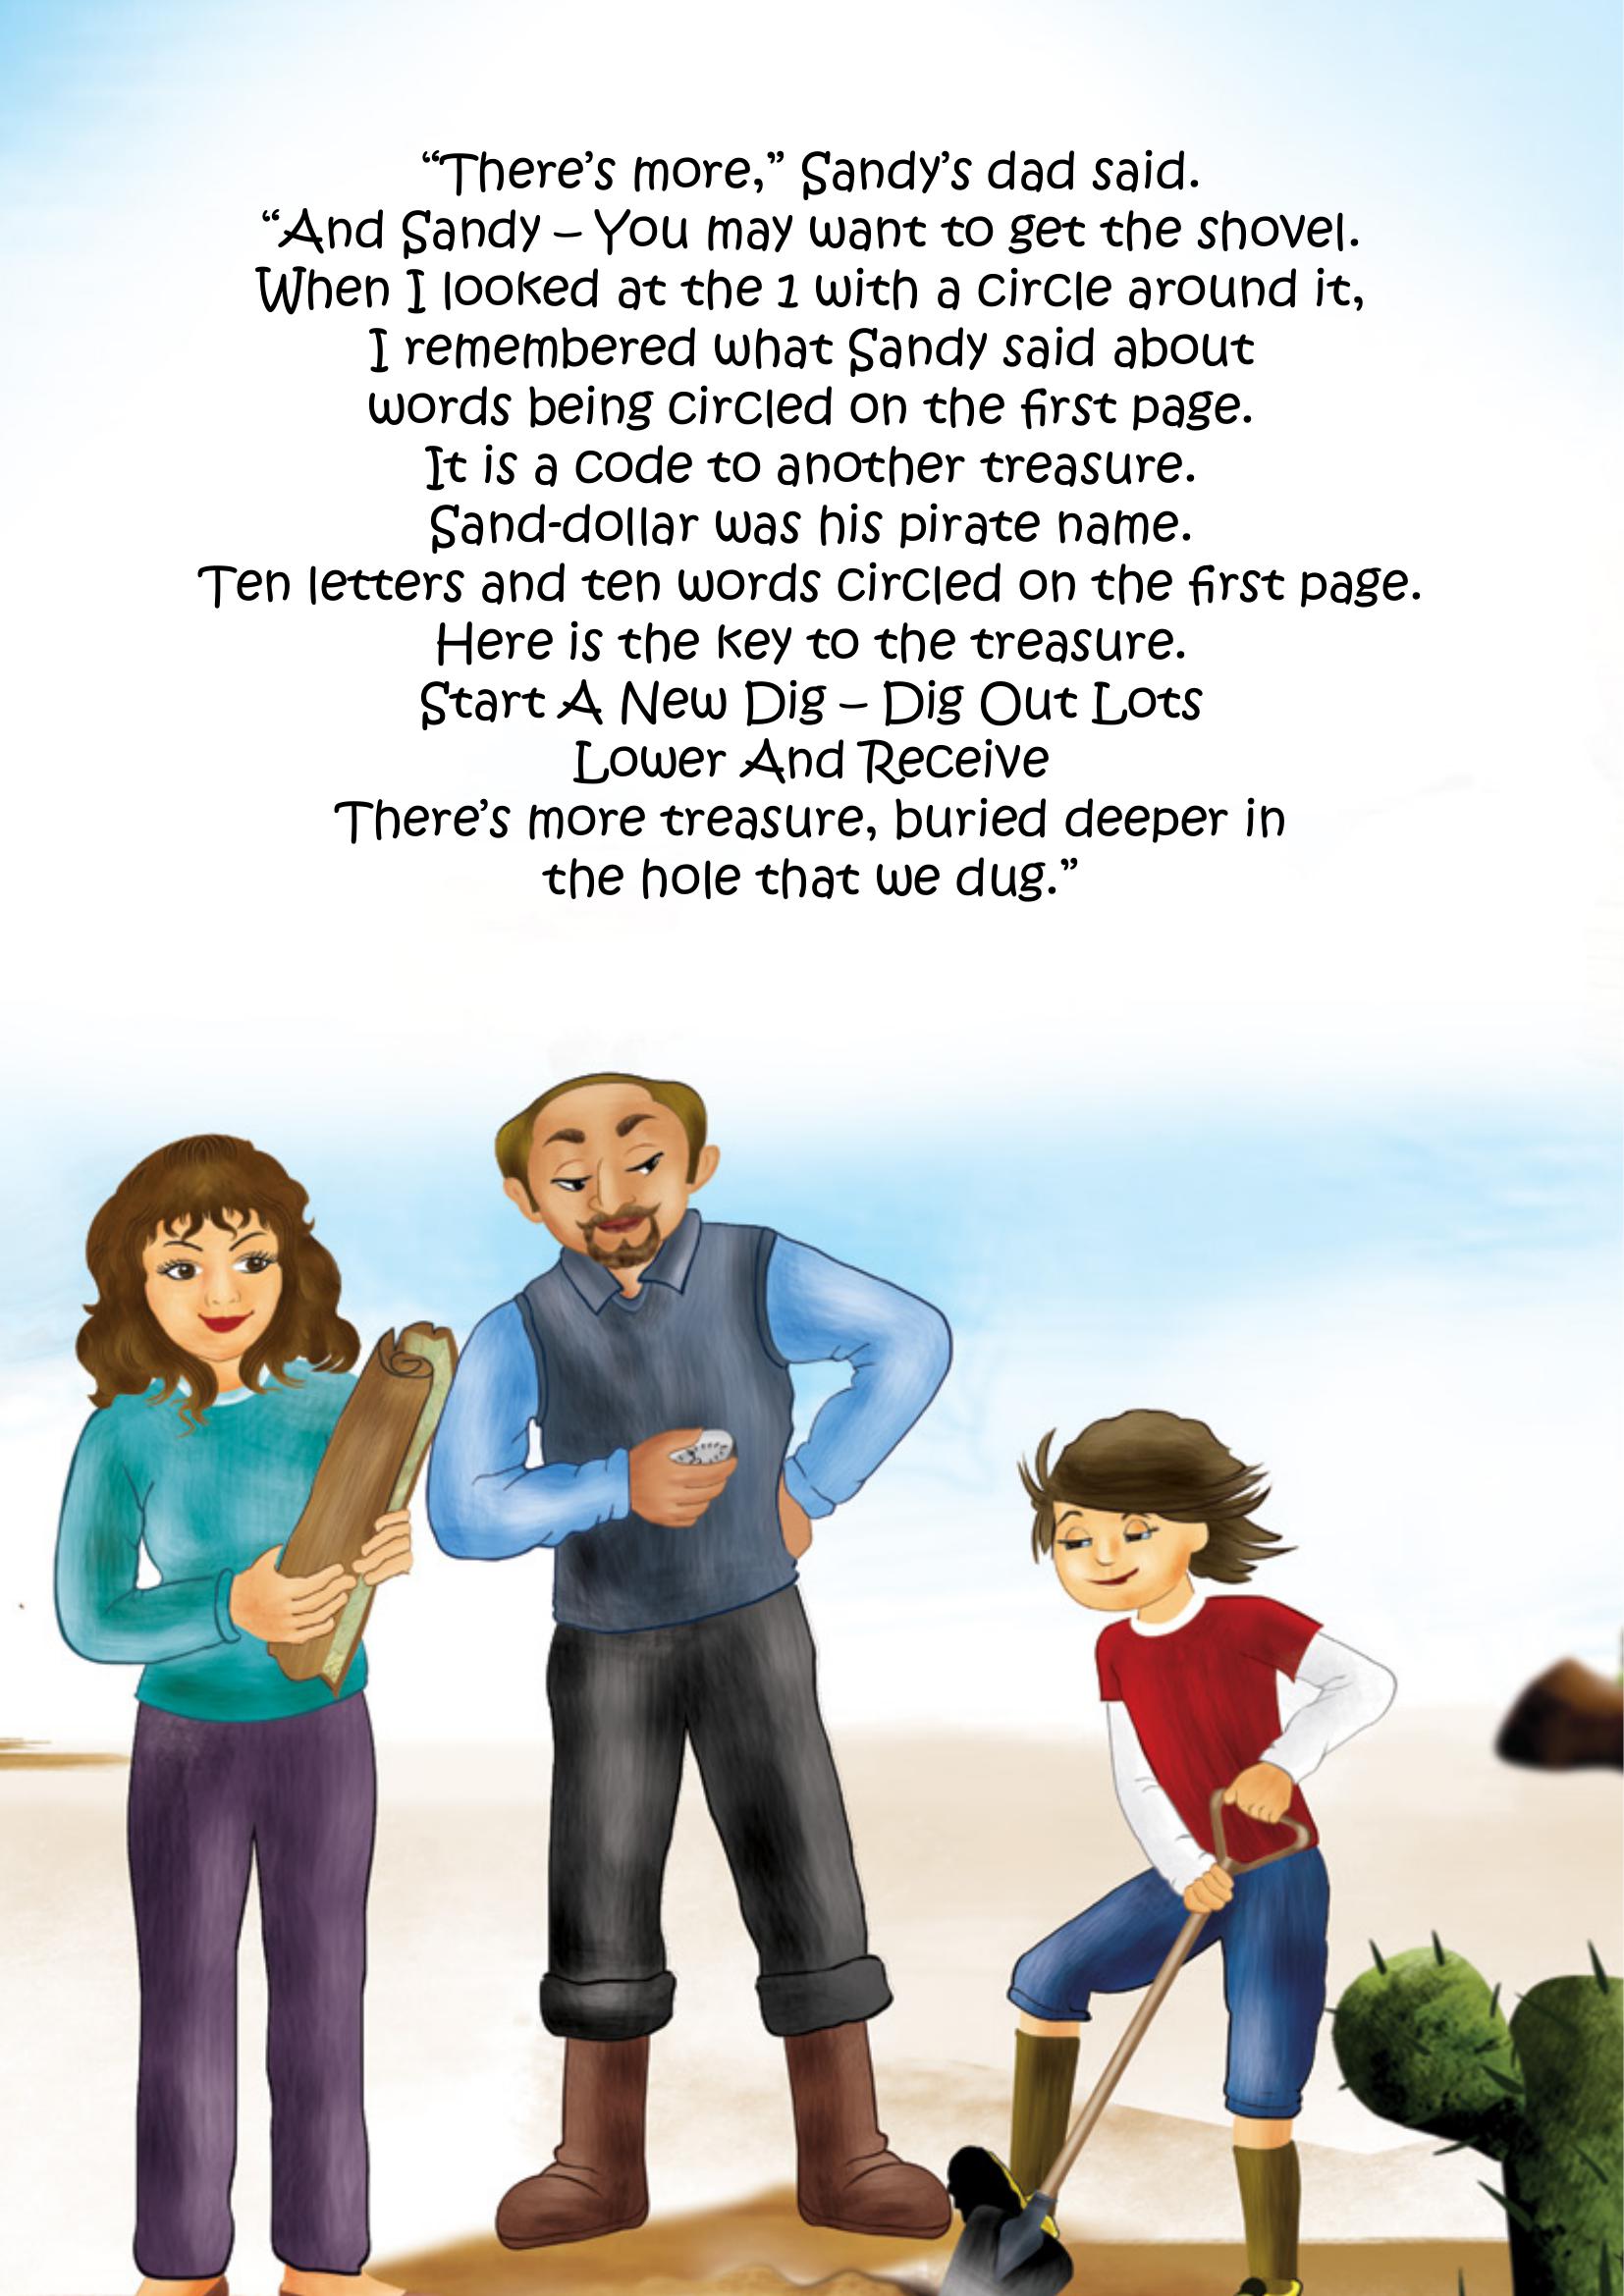 “There’s more,” Sandy’s dad said.
“And Sandy – You may want to get the shovel.
When I looked at the 1 with a circle around it,
I remembered what Sandy said about
words being circled on the first page.
It is a code to another treasure.
Sand-dollar was his pirate name.
Ten letters and ten words circled on the first page.
Here is the key to the treasure.
Start A New Dig – Dig Out Lots
Lower And Receive
There’s more treasure, buried deeper in
the hole that we dug.”